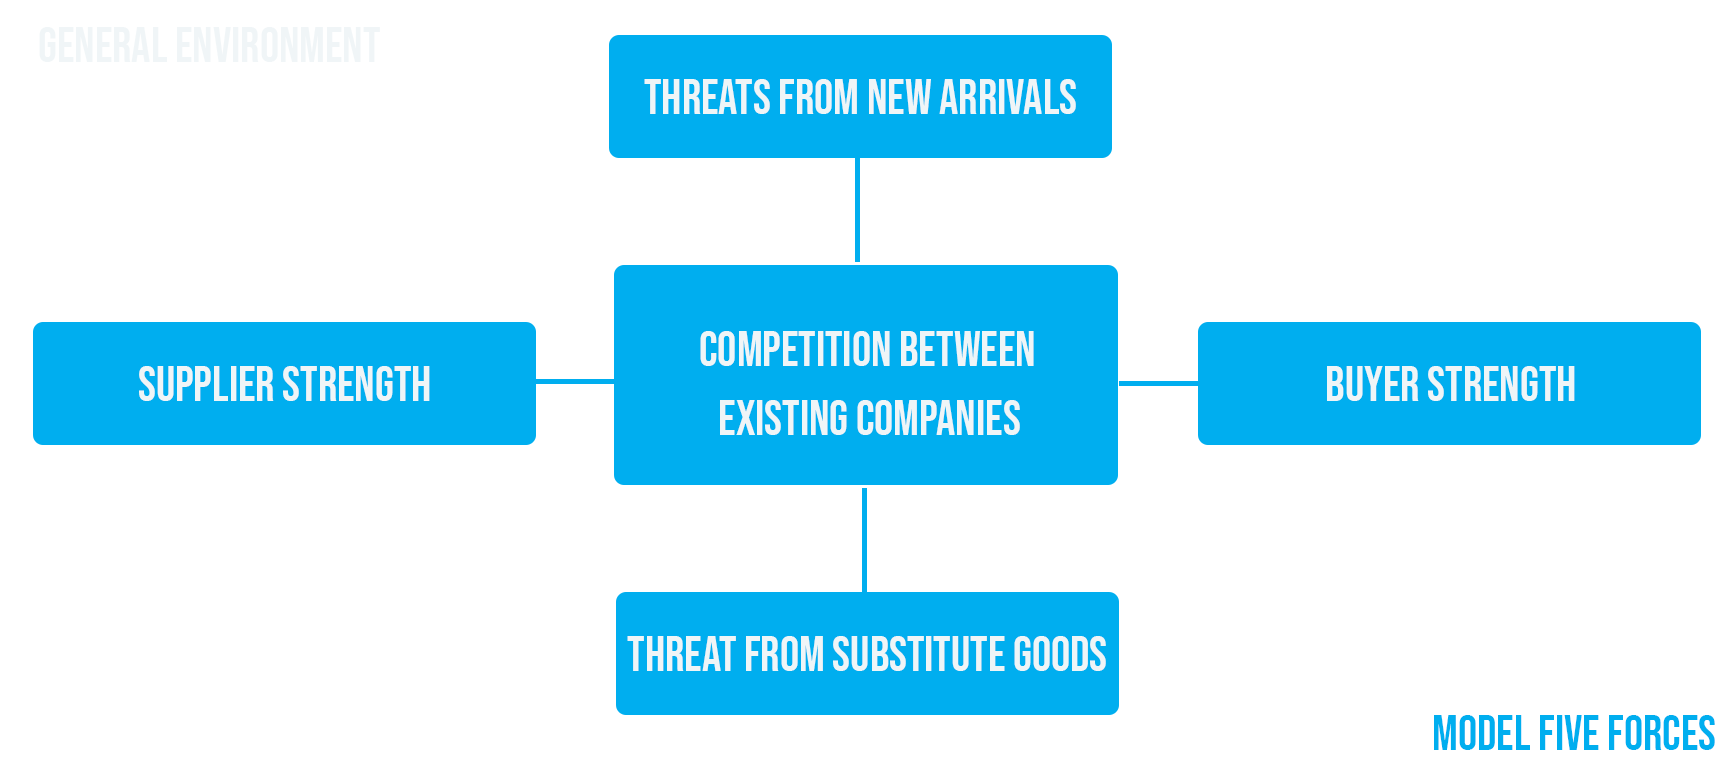 GENERAL ENVIRONMENT
THREATS FROM NEW ARRIVALS
COMPETITION BETWEEN
EXISTING COMPANIES
SUPPLIER STRENGTH
BUYER STRENGTH
THREAT FROM SUBSTITUTE GOODS
MODEL FIVE FORCES